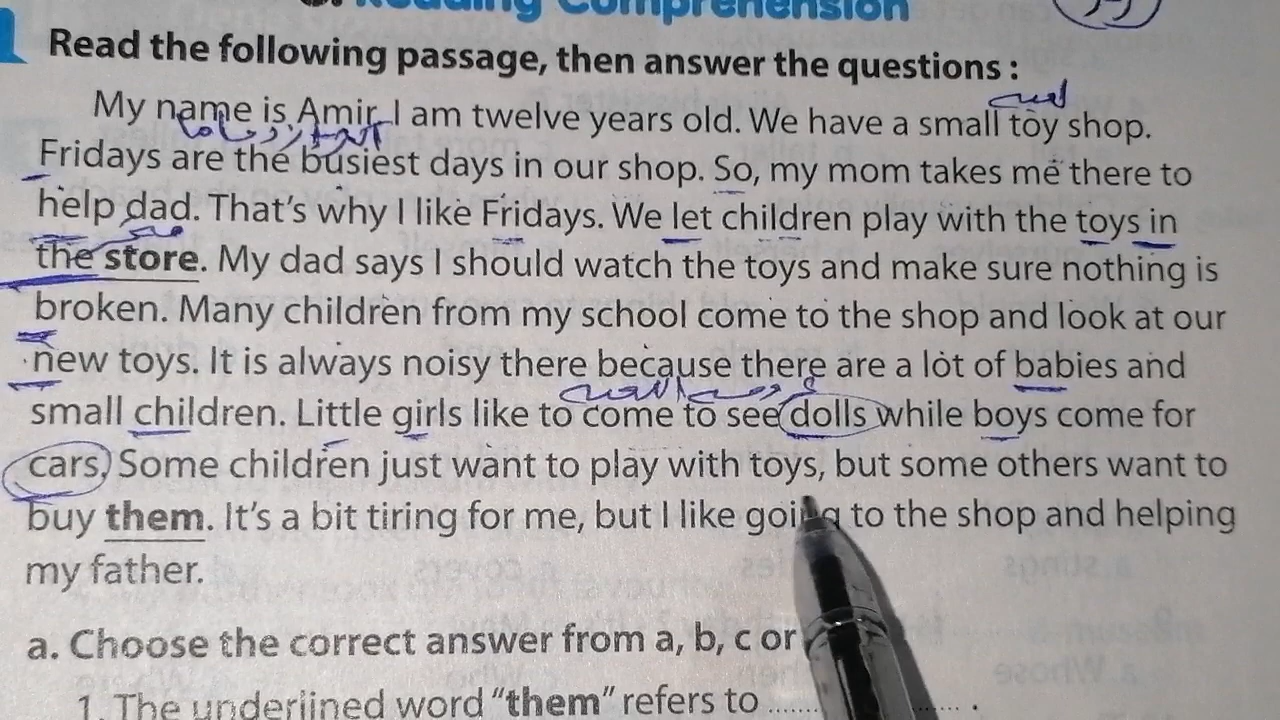 Reading Comprehension
Read the following passage, then answer the questions :
لعبة
My name is Amir. I am twelve years old. We have a small toy shop.
Fridays are the busiest days in our shop. So, my mom takes me there to
help dad. That's why I like Fridays. We let children play with the toys in
the store. My dad says I should watch the toys and make sure nothing is
broken. Many children from my school come to the shop and look at our
new toys. It is always noisy there because there are a lot of babies and
small children. Little girls like to come to see dolls while boys come for
cars. Some children just want to play with toys, but some others want to
buy them. It's a bit tiring for me, but I like going to the shop and helping
my father.
a. Choose the correct answer from a, b, c or
1. The underlined word "them" refers to .......... .